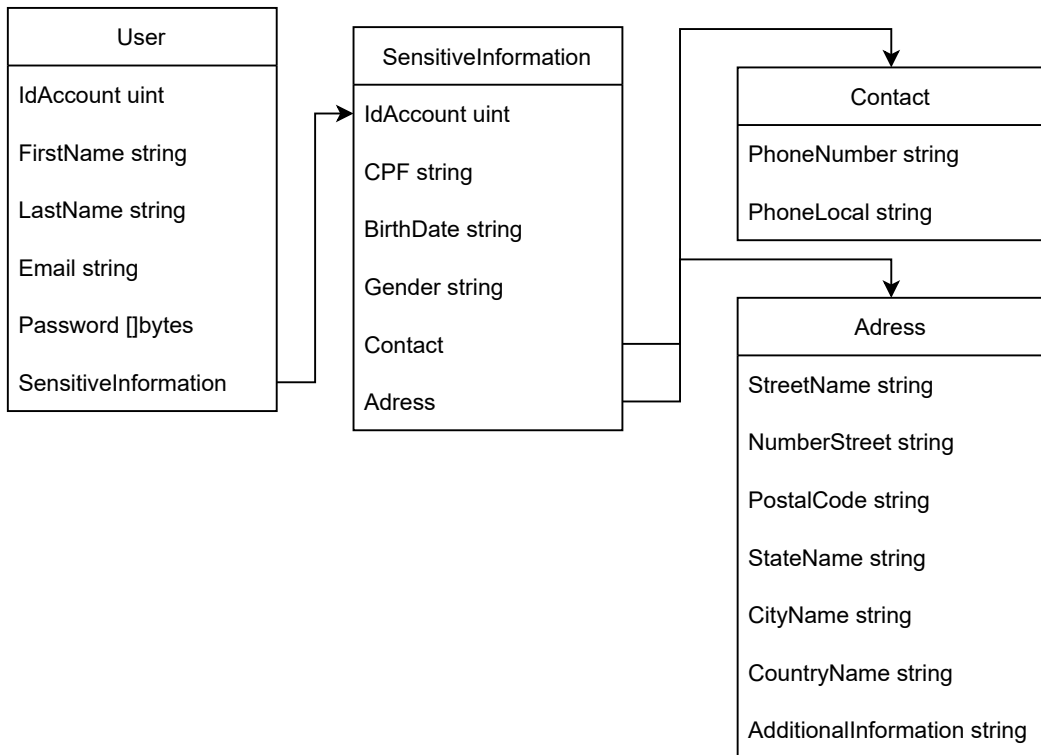 User
IdAccount uint
FirstName string
LastName string
Email string
Password []bytes
SensitiveInformation
SensitiveInformation
IdAccount uint
CPF string
BirthDate string
Gender string
Contact
Adress
Contact
PhoneNumber string
PhoneLocal string
Adress
StreetName string
NumberStreet string
PostalCode string
StateName string
CityName string
CountryName string
AdditionalInformation string